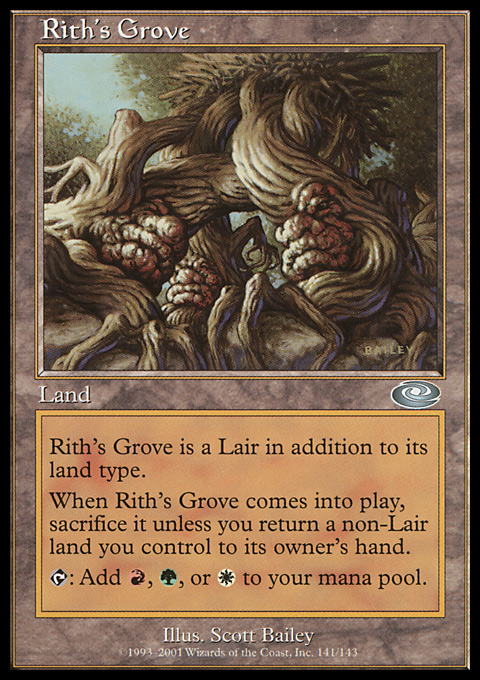 Rith's Grove
BAILEY
Land
Rith's Grove is a Lair in addition to its
land type.
When Rith's Grove comes into play,
sacrifice it unless you return a non-Lair
land you control to its owner's hand.
: Add , , or to your mana pool.
Illus. Scott Bailey
©1993-2001 Wizards of the Coast, Inc. 141/143